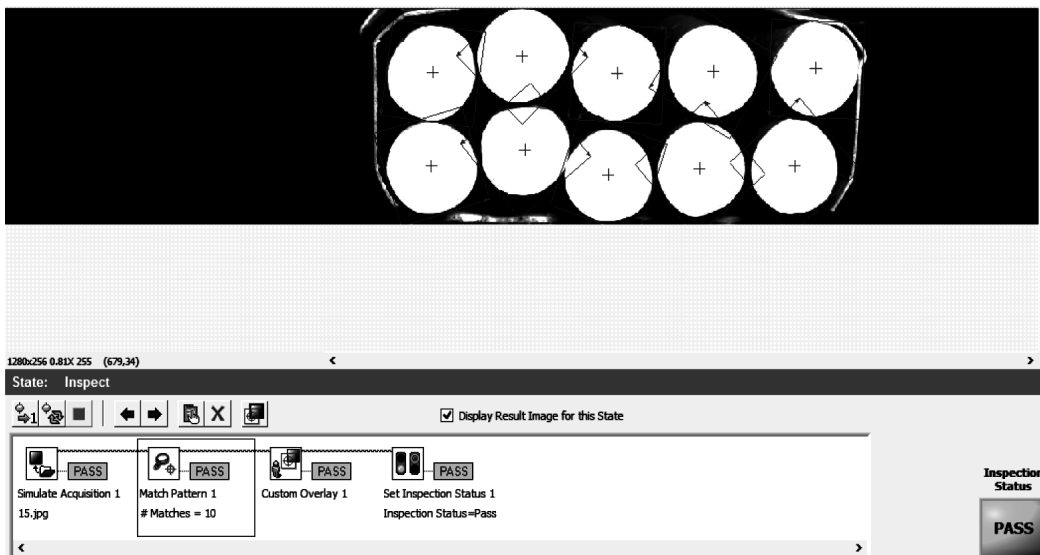 1280x256 0.81X 255 (679,34)
State: Inspect
1
Display Result Image for this State
PASS PASS PASS PASS
Simulate Acquisition 1 Match Pattern 1 Custom Overlay 1 Set Inspection Status 1
15.jpg # Matches = 10 Inspection Status=Pass
Inspection
Status
PASS